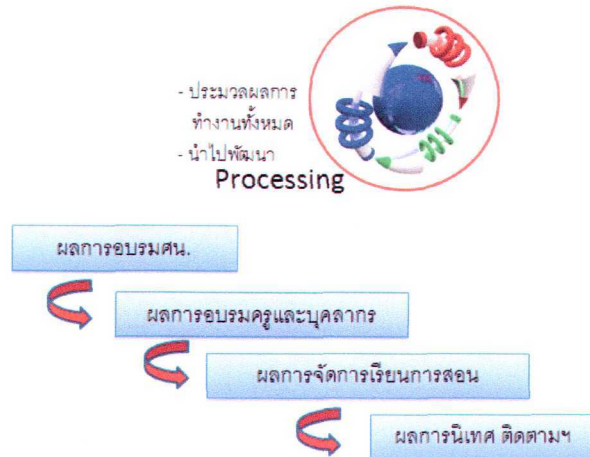 - ประมวลผลการ
ทำงานทั้งหมด
- นำไปพัฒนา
Processing
ผลการอบรมศน.
ผลการอบรมครูและบุคลากร
ผลการจัดการเรียนการสอน
ผลการนิเทศ ติดตามฯ